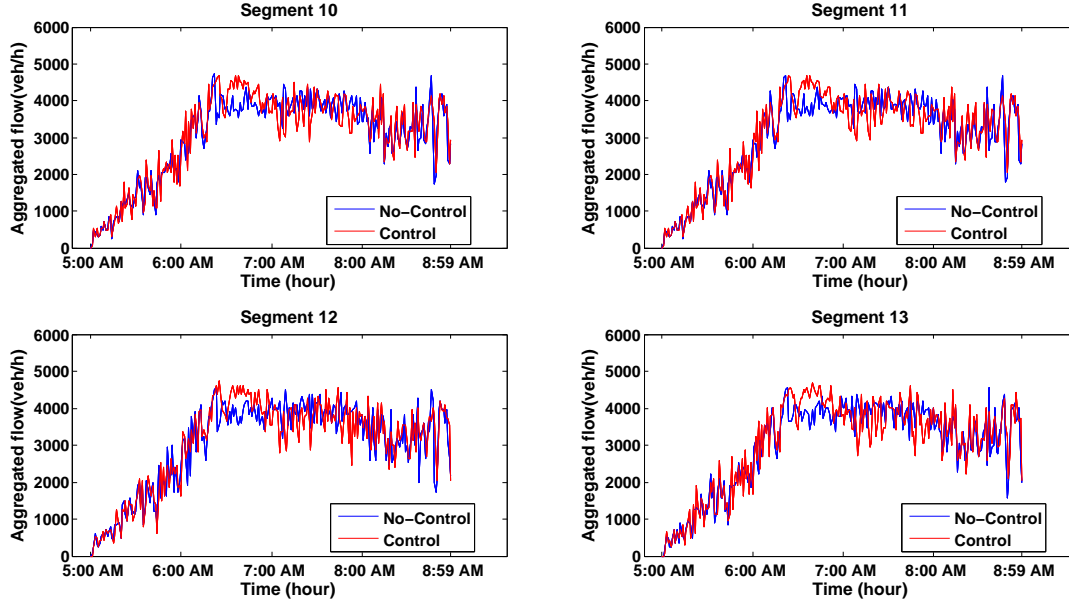 Segment 10
Aggregated flow(veh/h)
6000
5000
4000
3000
2000
1000
0
No-Control
Control
5:00 AM 6:00 AM 7:00 AM 8:00 AM 8:59 AM
Time (hour)
Segment 11
Aggregated flow(veh/h)
6000
5000
4000
3000
2000
1000
0
No-Control
Control
5:00 AM 6:00 AM 7:00 AM 8:00 AM 8:59 AM
Time (hour)
Segment 12
Aggregated flow(veh/h)
6000
5000
4000
3000
2000
1000
0
No-Control
Control
5:00 AM 6:00 AM 7:00 AM 8:00 AM 8:59 AM
Time (hour)
Segment 13
Aggregated flow(veh/h)
6000
5000
4000
3000
2000
1000
0
No-Control
Control
5:00 AM 6:00 AM 7:00 AM 8:00 AM 8:59 AM
Time (hour)